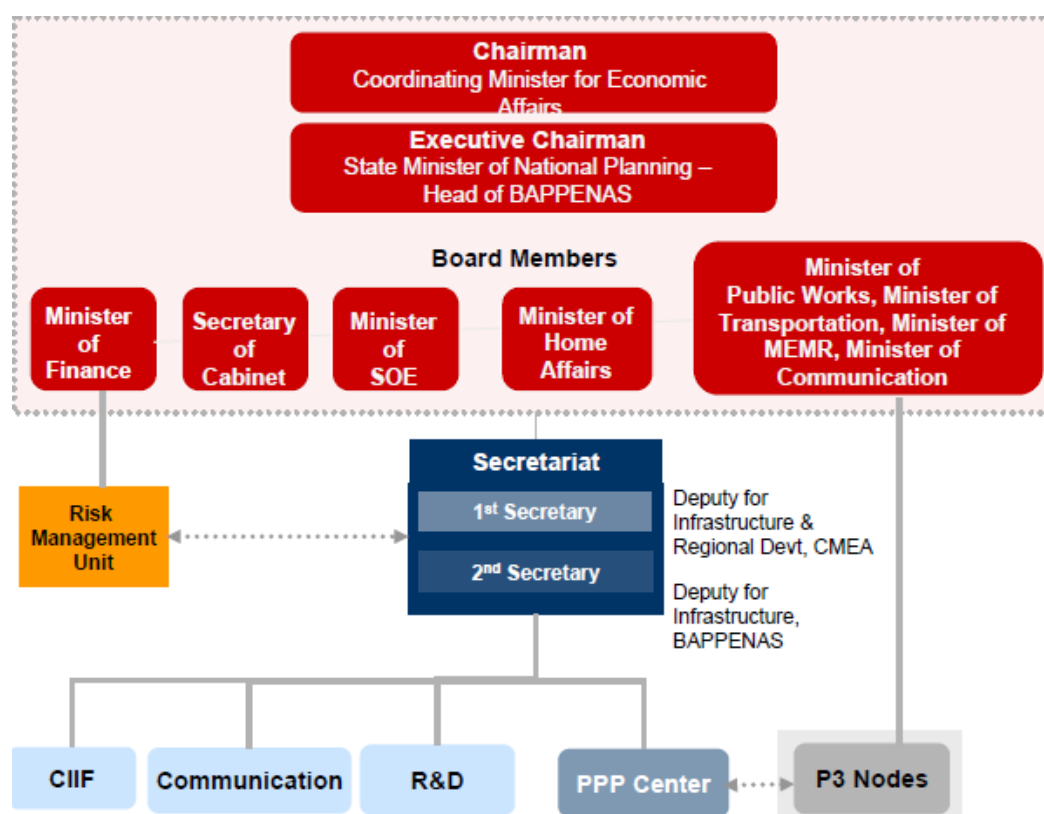 Chairman
Coordinating Minister for Economic
Affairs
Executive Chairman
State Minister of National Planning –
Head of BAPPENAS
Board Members
Minister
of
Finance
Secretary
of
Cabinet
Minister
of
SOE
Minister of
Home
Affairs
Minister of
Public Works, Minister of
Transportation, Minister of
MEMR, Minister of
Communication
Risk
Management
Unit
Secretariat
1st Secretary
2nd Secretary
Deputy for
Infrastructure &
Regional Devt, CMEA
Deputy for
Infrastructure,
BAPPENAS
CIIF
Communication
R&D
PPP Center
P3 Nodes